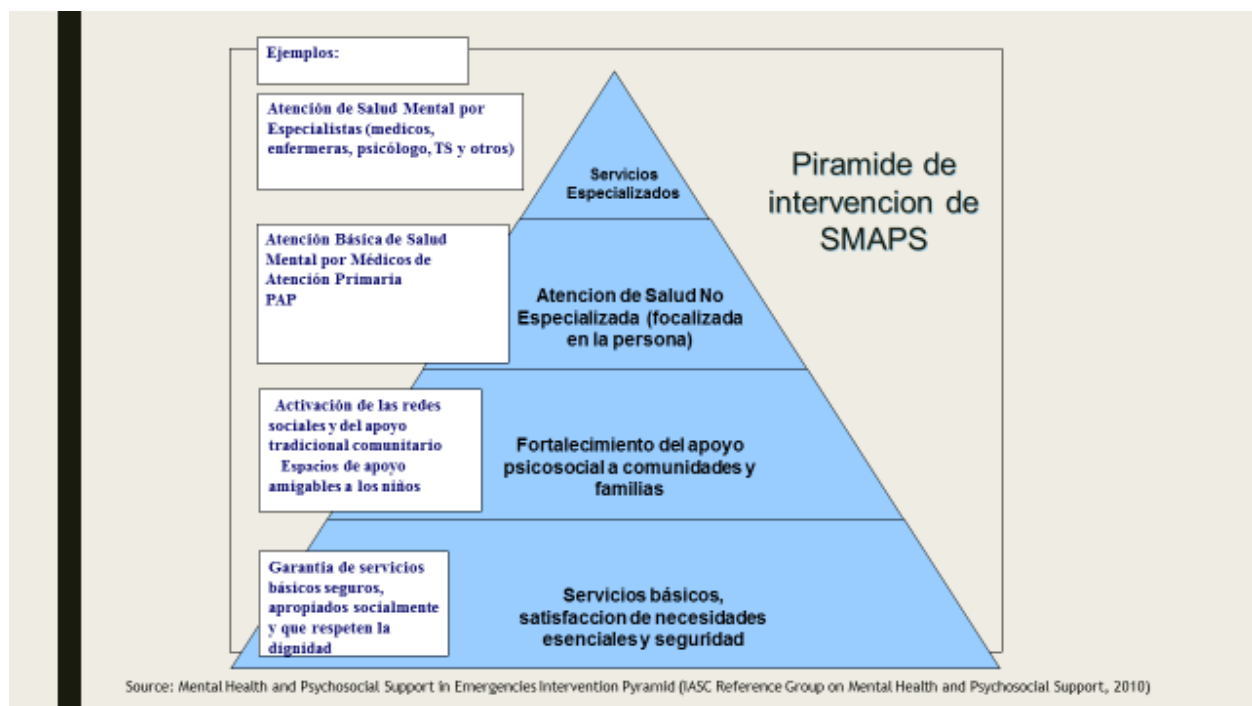 Ejemplos:
Atención de Salud Mental por
Especialistas (medicos,
enfermeras, psicólogo, TS y otros)
Servicios
Especializados
Piramide de
intervencion de
SMAPS
Atención Básica de Salud
Mental por Médicos de
Atención Primaria
PAP
Atencion de Salud No
Especializada (focalizada
en la persona)
Activación de las redes
sociales y del apoyo
tradicional comunitario
Espacios de apoyo
amigables a los niños
Fortalecimiento del apoyo
psicosocial a comunidades y
familias
Garantía de servicios
básicos seguros,
apropiados socialmente
y que respeten la
dignidad
Servicios básicos,
satisfaccion de necesidades
esenciales y seguridad
Source: Mental Health and Psychosocial Support in Emergencies Intervention Pyramid (IASC Reference Group on Mental Health and Psychosocial Support, 2010)